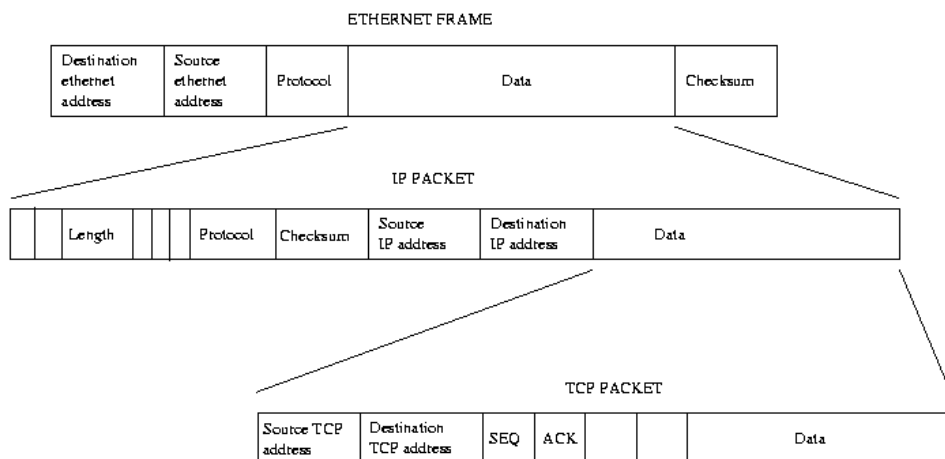 ETHERNET FRAME
Destination
ethernet
address
Source
ethernet
address
Protocol
Data
Checksum
IP PACKET
Length
Protocol
Checksum
Source
IP address
Destination
IP address
Data
TCP PACKET
Source TCP
address
Destination
TCP address
SEQ
ACK
Data